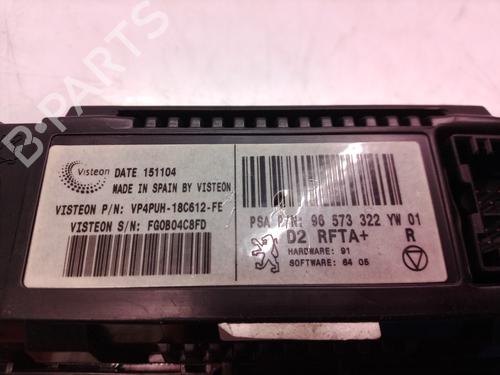 B-PARTS
Visteon DATE 151104
MADE IN SPAIN BY VISTEON
VISTEON P/N: VP4PUH-18C612-FE
VISTEON S/N: FG0B04C8FD
PSA P/N: 96 573 322 YW 01
D2 RFTA+ R
HARDWARE: 91
SOFTWARE: 64 05